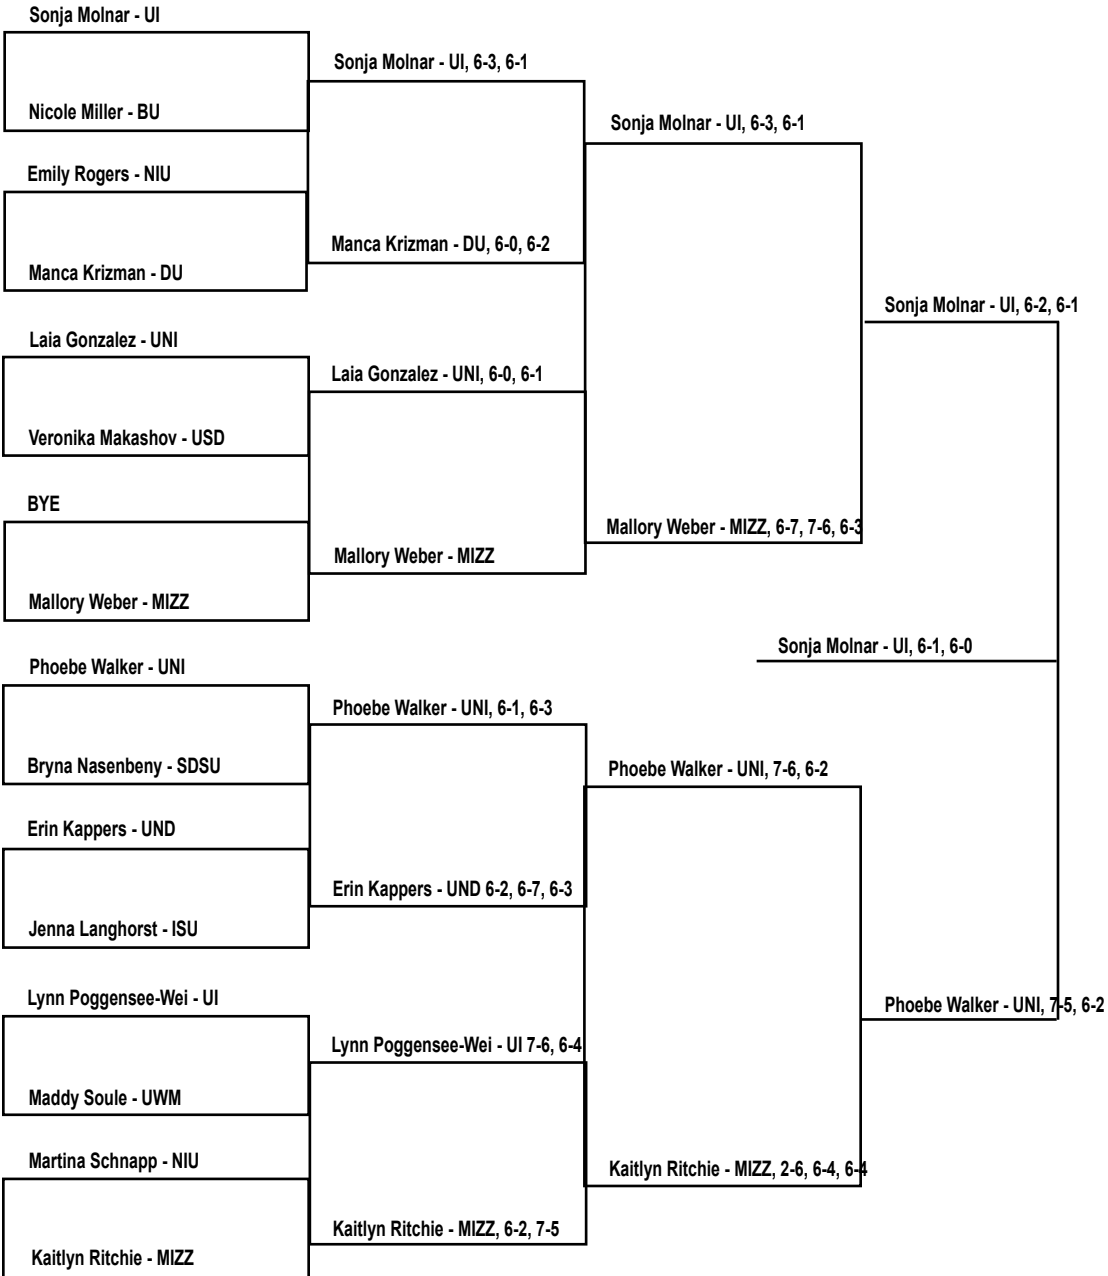 Sonja Molnar - UI
Nicole Miller - BU
Emily Rogers - NIU
Manca Krizman - DU
Laia Gonzalez - UNI
Veronika Makashov - USD
BYE
Mallory Weber - MIZZ
Phoebe Walker - UNI
Bryna Nasenbeny - SDSU
Erin Kappers - UND
Jenna Langhorst - ISU
Lynn Poggensee-Wei - UI
Maddy Soule - UWM
Martina Schnapp - NIU
Kaitlyn Ritchie - MIZZ
Sonja Molnar - UI, 6-3, 6-1
Manca Krizman - DU, 6-0, 6-2
Laia Gonzalez - UNI, 6-0, 6-1
Mallory Weber - MIZZ
Phoebe Walker - UNI, 6-1, 6-3
Erin Kappers - UND 6-2, 6-7, 6-3
Lynn Poggensee-Wei - UI 7-6, 6-4
Kaitlyn Ritchie - MIZZ, 6-2, 7-5
Sonja Molnar - UI, 6-3, 6-1
Mallory Weber - MIZZ, 6-7, 7-6, 6-3
Phoebe Walker - UNI, 7-6, 6-2
Kaitlyn Ritchie - MIZZ, 2-6, 6-4, 6-4
Sonja Molnar - UI, 6-2, 6-1
Phoebe Walker - UNI, 7-5, 6-2
Sonja Molnar - UI, 6-1, 6-0